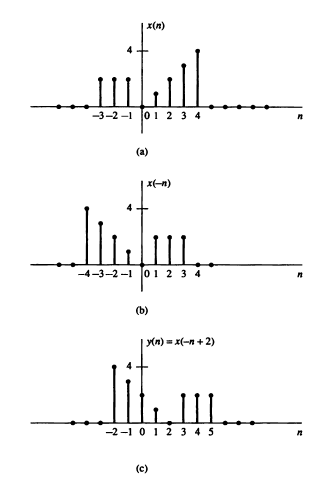 x(n)
4
–3 –2 –1 0 1 2 3 4 n
(a)
x(–n)
4
–4 –3 –2 –1 0 1 2 3 4 n
(b)
y(n) = x(–n + 2)
4
–2 –1 0 1 2 3 4 5 n
(c)